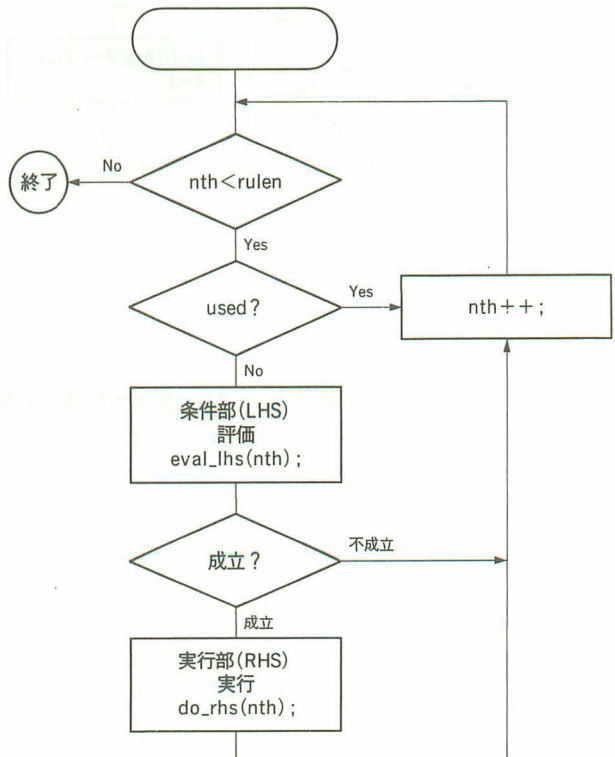 nth<rulen
No
終了
Yes
used?
Yes
nth++;
No
条件部(LHS)
評価
eval_lhs(nth);
成立?
不成立
成立
実行部(RHS)
実行
do_rhs(nth);